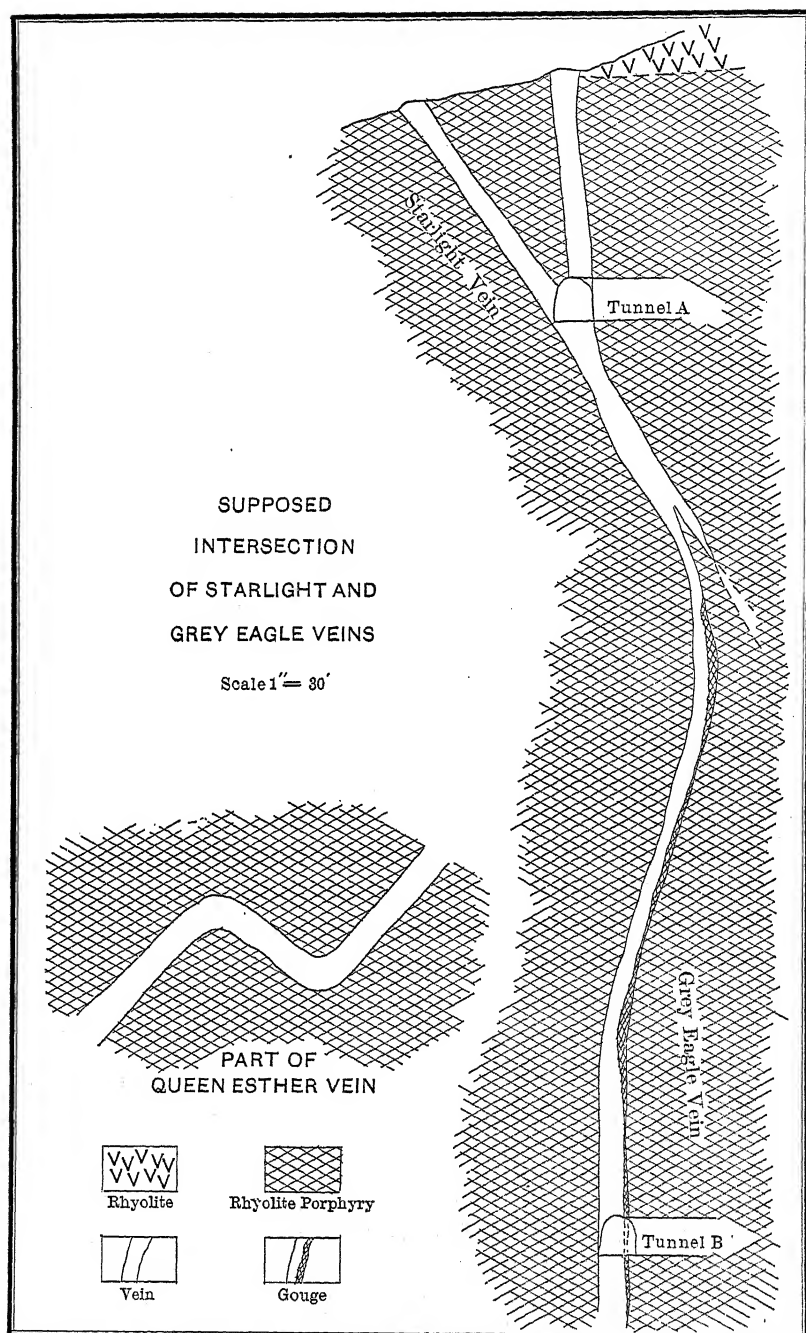 Starlight Vein
Tunnel A
SUPPOSED
INTERSECTION
OF STARLIGHT AND
GREY EAGLE VEINS
Scale 1"= 30'
Grey Eagle Vein
PART OF
QUEEN ESTHER VEIN
Rhyolite
Rhyolite Porphyry
Tunnel B
Vein
Gouge